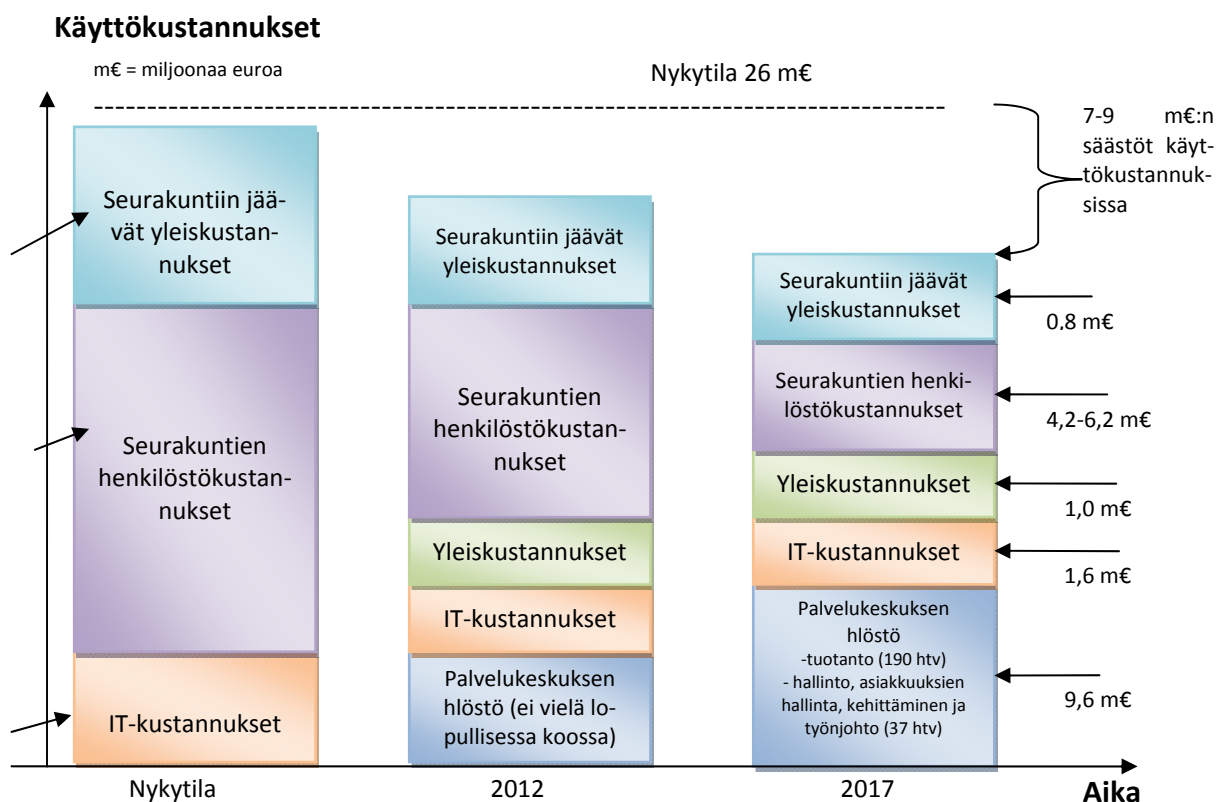 Käyttökustannukset
m€ = miljoonaa euroa
Nykytila 26 m€
7-9 m€:n
säästöt käyt-
tökustannuk-
sissa
Seurakuntiin jää-
vät yleiskustan-
nukset
Seurakuntien
henkilöstökustan-
nukset
IT-kustannukset
Seurakuntiin jäävät
yleiskustannukset
Seurakuntien
henkilöstökustan-
nukset
Yleiskustannukset
IT-kustannukset
Palvelukeskuksen
hlöstö (ei vielä lo-
pullisessa koossa)
Seurakuntiin jäävät
yleiskustannukset
0,8 m€
Seurakuntien henki-
löstökustannukset
4,2-6,2 m€
Yleiskustannukset
1,0 m€
IT-kustannukset
1,6 m€
Palvelukeskuksen
hlöstö
-tuotanto (190 htv)
- hallinto, asiakkuuksien
hallinta, kehittäminen ja
työnjohto (37 htv)
9,6 m€
Nykytila
2012
2017
Aika